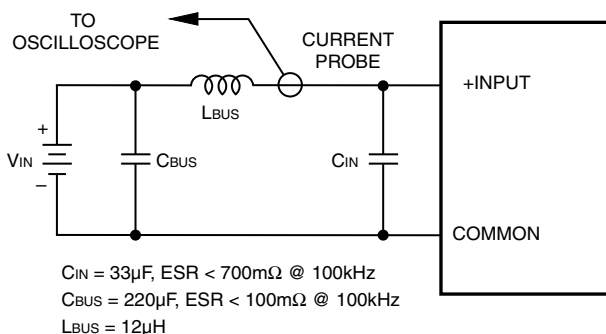 TO
OSCILLOSCOPE
CURRENT
PROBE
+INPUT
LBUS
+
VIN
CBUS
CIN
–
COMMON
CIN = 33µF, ESR < 700mΩ @ 100kHz
CBUS = 220µF, ESR < 100mΩ @ 100kHz
LBUS = 12µH